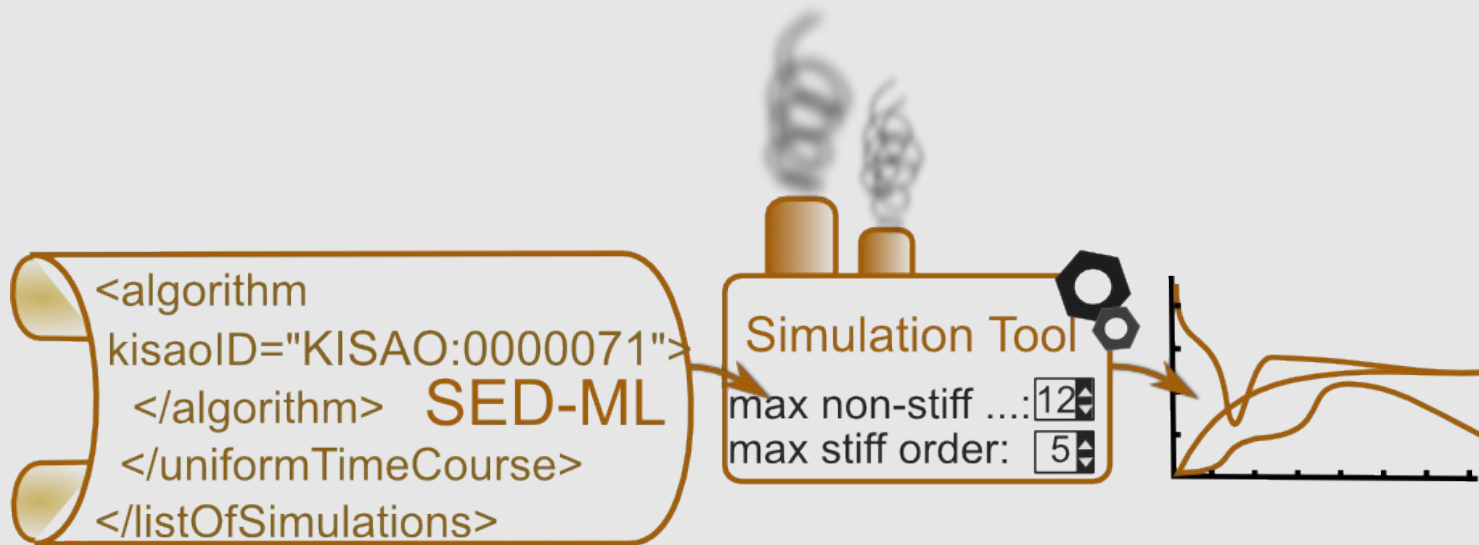 <algorithm
kisaoID="KISAO:0000071">
</algorithm>
SED-ML
</uniformTimeCourse>
</listOfSimulations>
Simulation Tool
max non-stiff ...: 12
max stiff order: 5